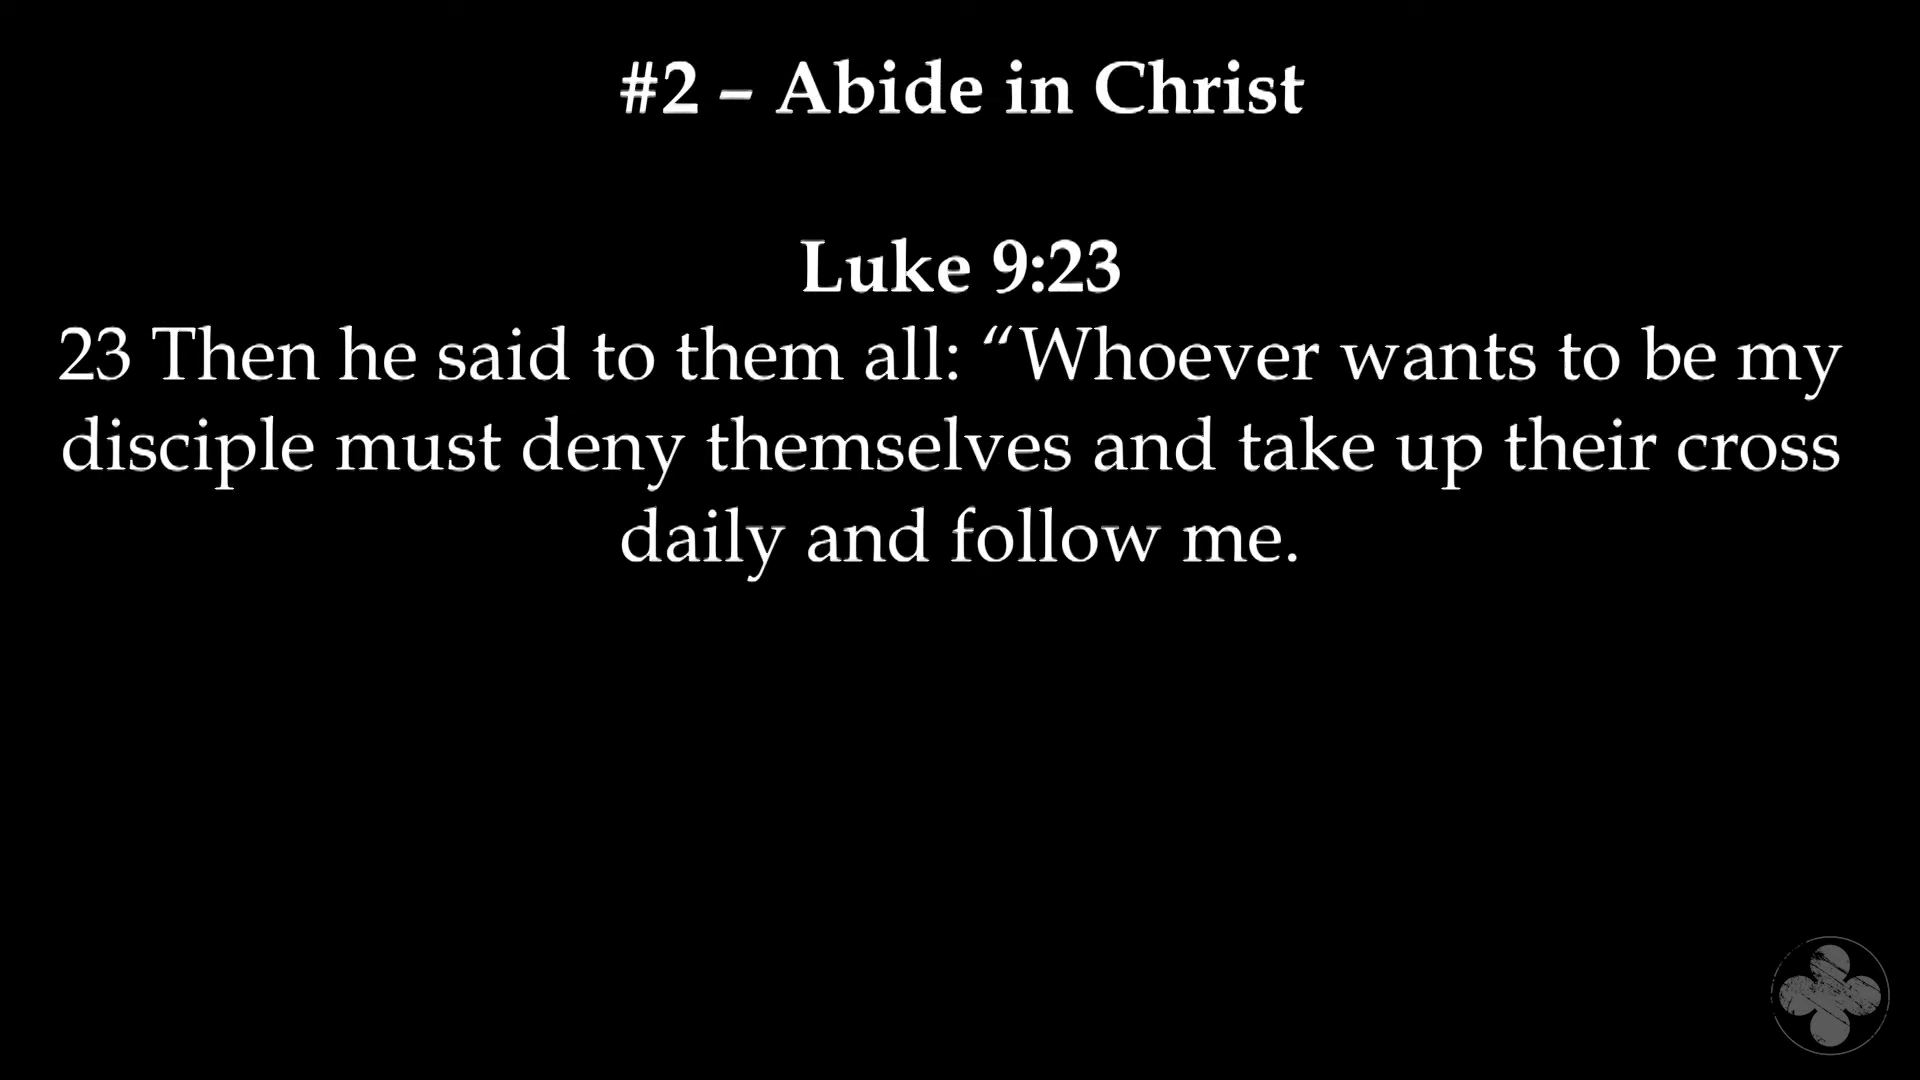 #2 – Abide in Christ
Luke 9:23
23 Then he said to them all: “Whoever wants to be my
disciple must deny themselves and take up their cross
daily and follow me.